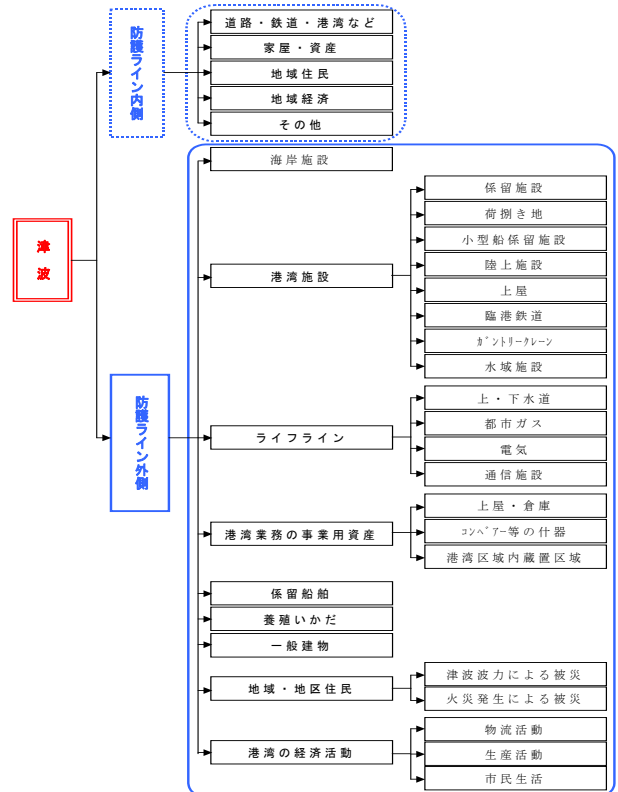 津波
防護ライン内側
道路・鉄道・港湾など
家屋・資産
地域住民
地域経済
その他
防護ライン外側
海岸施設
港湾施設
係留施設
荷捌き地
小型船係留施設
陸上施設
上屋
臨港鉄道
ｶﾞﾝﾄﾘｰｸﾚｰﾝ
水域施設
ライフライン
上・下水道
都市ガス
電気
通信施設
港湾業務の事業用資産
上屋・倉庫
ｺﾝﾍﾞｱｰ等の什器
港湾区域内蔵置区域
係留船舶
養殖いかだ
一般建物
地域・地区住民
津波波力による被災
火災発生による被災
港湾の経済活動
物流活動
生産活動
市民生活